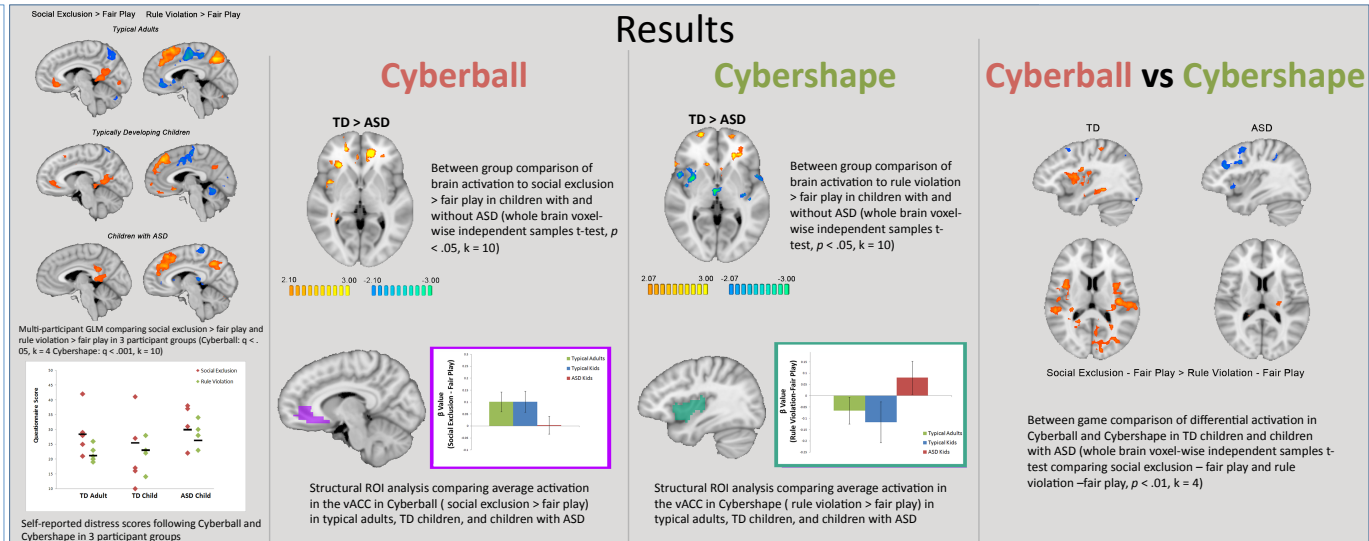 Results
Social Exclusion > Fair Play Rule Violation > Fair Play
Typical Adults
Typically Developing Children
Children with ASD
Multi-participant GLM comparing social exclusion > fair play and
rule violation > fair play in 3 participant groups (Cyberball: q < .
05, k = 4 Cybershape: q < .001, k = 10)
Social Exclusion
Rule Violation
Questionnaire Score
50
45
40
35
30
25
20
15
10
TD Adult TD Child ASD Child
Self-reported distress scores following Cyberball and
Cybershape in 3 participant groups
Cyberball
TD > ASD
Between group comparison of
brain activation to social exclusion
> fair play in children with and
without ASD (whole brain voxel-
wise independent samples t-test, p
< .05, k = 10)
2.10 3.00 -2.10 -3.00
β Value
(Social Exclusion - Fair Play)
Typical Adults
Typical Kids
ASD Kids
Structural ROI analysis comparing average activation
in the vACC in Cyberball ( social exclusion > fair play)
in typical adults, TD children, and children with ASD
Cybershape
TD > ASD
Between group comparison of
brain activation to rule violation
> fair play in children with and
without ASD (whole brain voxel-
wise independent samples t-
test, p < .05, k = 10)
2.07 3.00 -2.07 -3.00
β Value
(Rule Violation-Fair Play)
Typical Adults
Typical Kids
ASD Kids
Structural ROI analysis comparing average activation in
the vACC in Cybershape ( rule violation > fair play) in
typical adults, TD children, and children with ASD
Cyberball vs Cybershape
TD ASD
Social Exclusion - Fair Play > Rule Violation - Fair Play
Between game comparison of differential activation in
Cyberball and Cybershape in TD children and children
with ASD (whole brain voxel-wise independent samples t-
test comparing social exclusion – fair play and rule
violation –fair play, p < .01, k = 4)